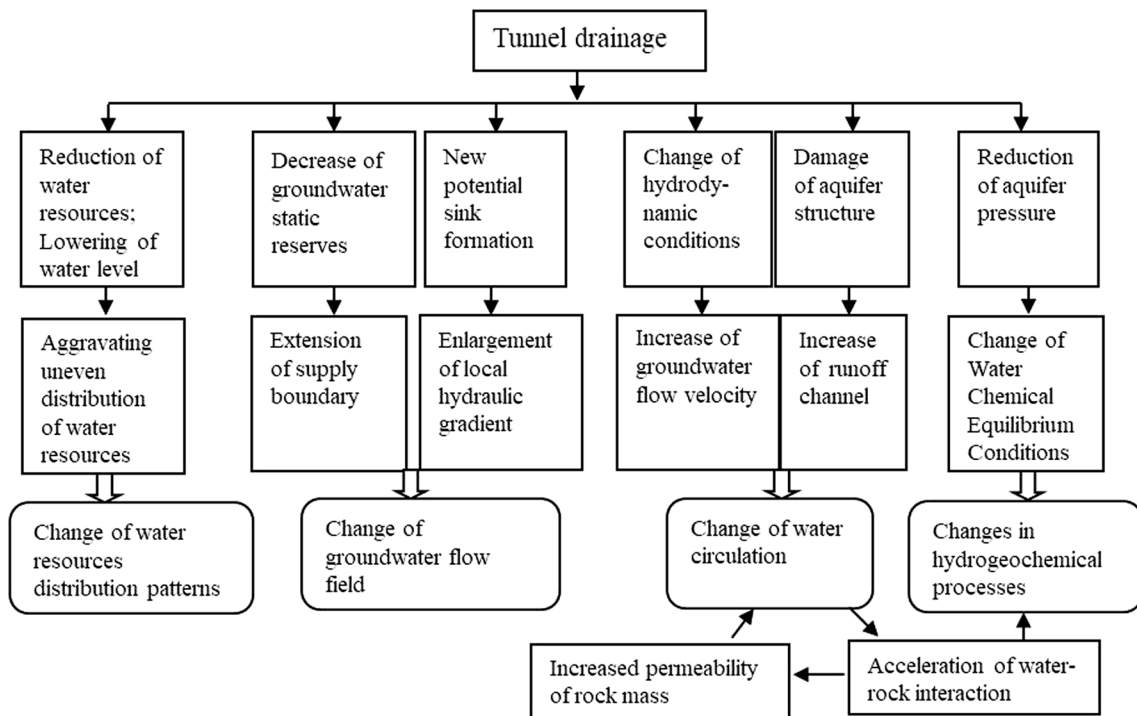 Tunnel drainage
Reduction of
water
resources;
Lowering of
water level
Decrease of
groundwater
static
reserves
New
potential
sink
formation
Change of
hydrody-
namic
conditions
Damage of
aquifer
structure
Reduction
of aquifer
pressure
Aggravating
uneven
distribution
of water
resources
Extension
of supply
boundary
Enlargement
of local
hydraulic
gradient
Increase of
groundwater
flow velocity
Increase
of runoff
channel
Change of
Water
Chemical
Equilibrium
Conditions
Change of water
resources
distribution patterns
Change of
groundwater flow
field
Change of water
circulation
Changes in
hydrogeochemical
processes
Increased permeability
of rock mass
Acceleration of water-
rock interaction